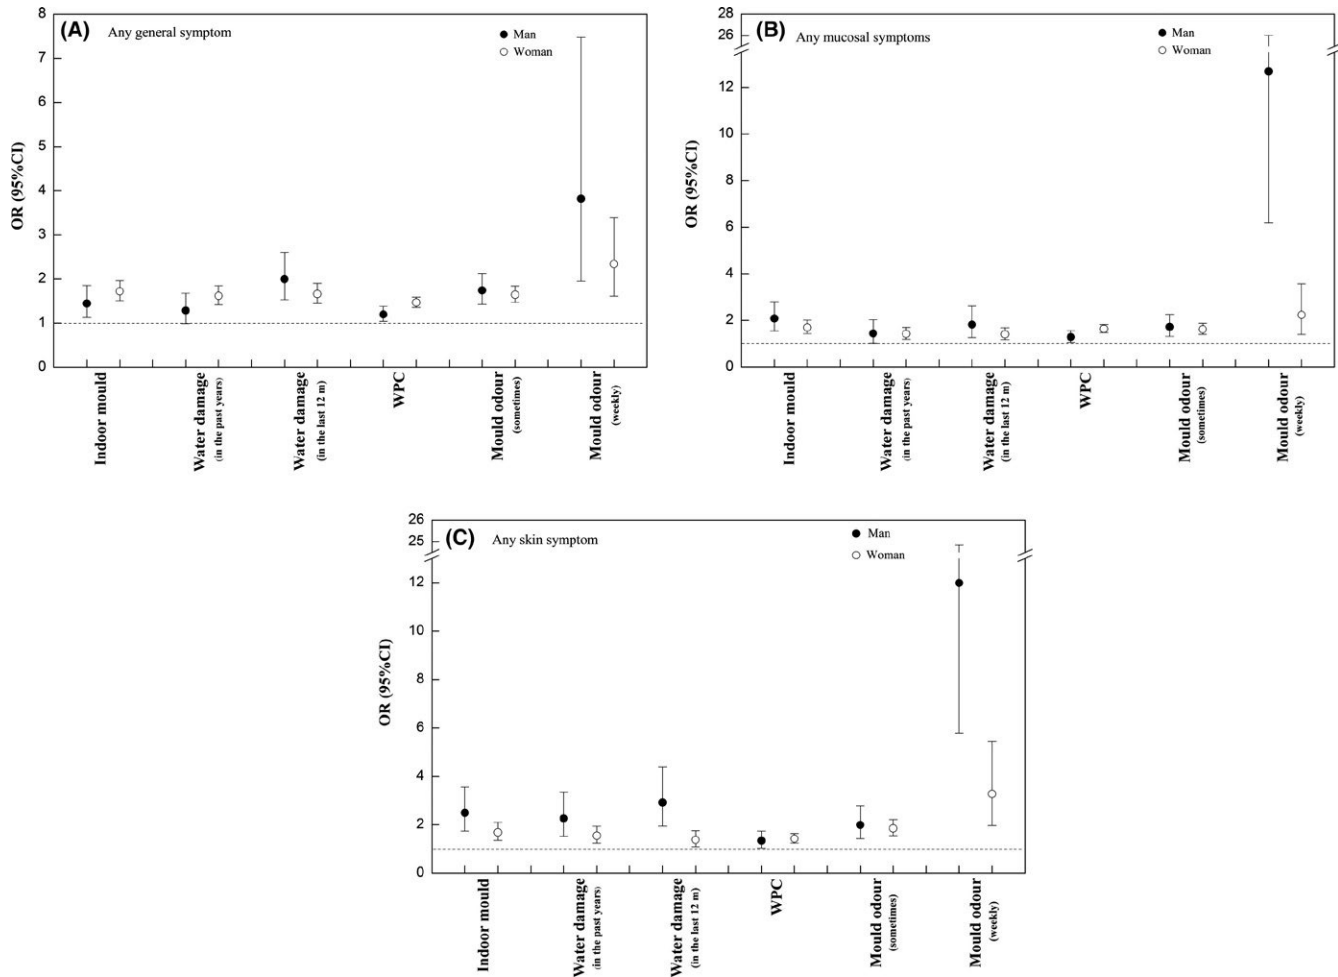 (A) Any general symptom
Man
Woman
OR (95%CI)
8
7
6
5
4
3
2
1
0
Indoor mould
Water damage
(in the past years)
Water damage
(in the last 12 m)
WPC
Mould odour
(sometimes)
Mould odour
(weekly)
(B) Any mucosal symptoms
Man
Woman
OR (95%CI)
28
26
12
10
8
6
4
2
0
Indoor mould
Water damage
(in the past years)
Water damage
(in the last 12 m)
WPC
Mould odour
(sometimes)
Mould odour
(weekly)
(C) Any skin symptom
Man
Woman
OR (95%CI)
26
25
12
10
8
6
4
2
0
Indoor mould
Water damage
(in the past years)
Water damage
(in the last 12 m)
WPC
Mould odour
(sometimes)
Mould odour
(weekly)